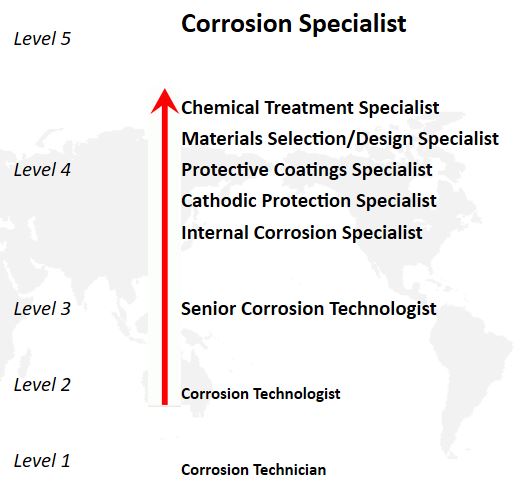 Level 5 Corrosion Specialist
Chemical Treatment Specialist
Materials Selection/Design Specialist
Level 4 Protective Coatings Specialist
Cathodic Protection Specialist
Internal Corrosion Specialist
Level 3 Senior Corrosion Technologist
Level 2 Corrosion Technologist
Level 1 Corrosion Technician